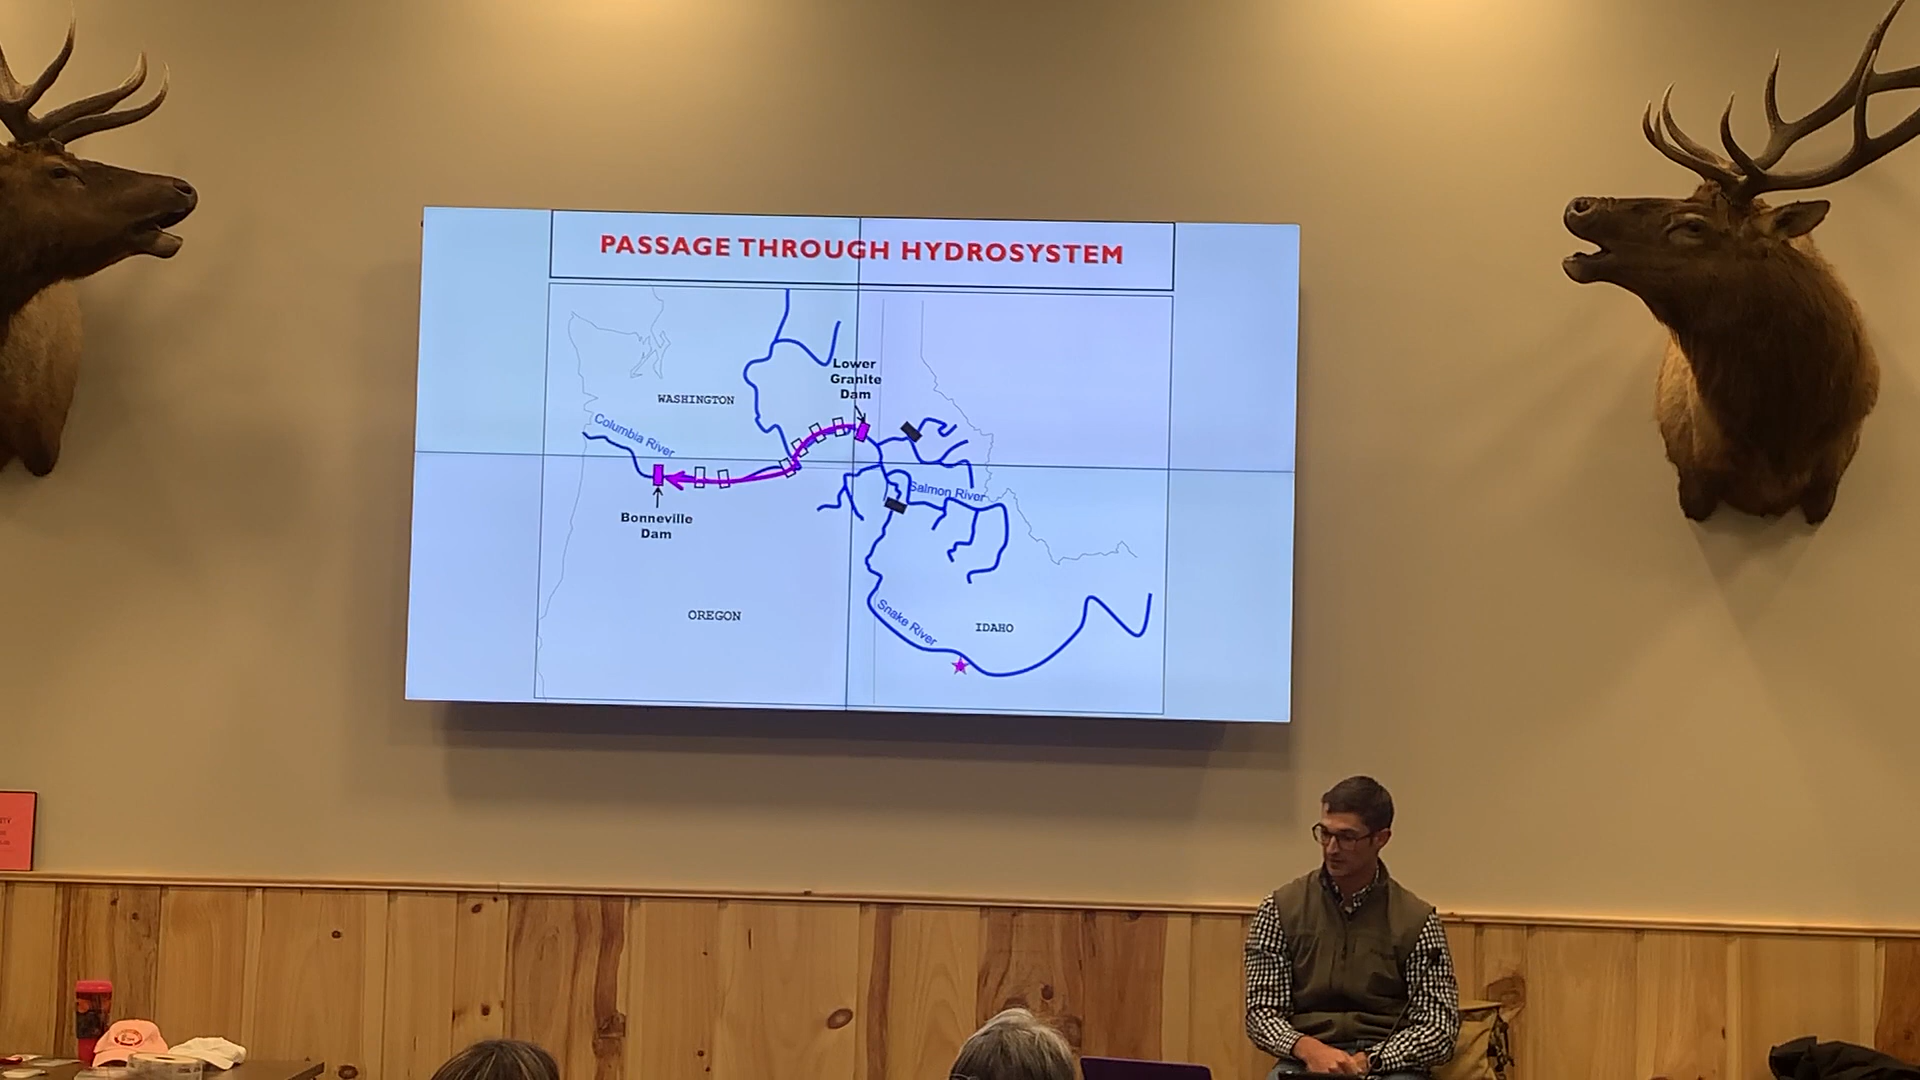 PASSAGE THROUGH HYDROSYSTEM
Lower
Granite
Dam
WASHINGTON
Columbia River
Salmon River
Bonneville
Dam
OREGON
Snake River
IDAHO